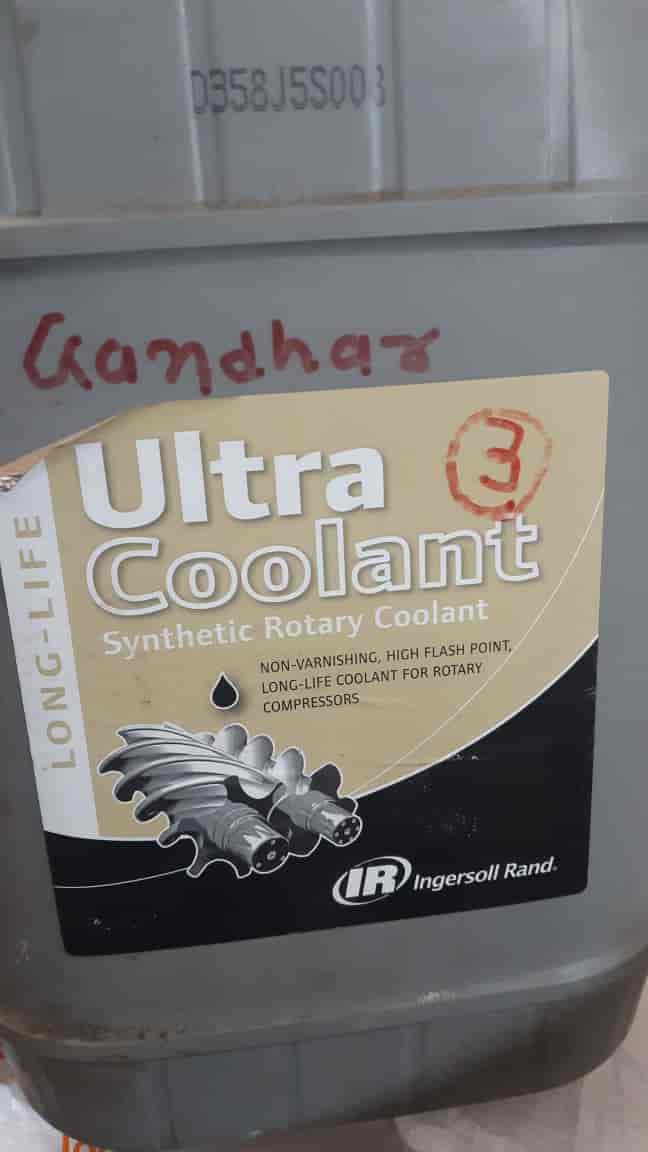 0358J5S003
Gandhar
3
LONG-LIFE
Ultra
Coolant
Synthetic Rotary Coolant
NON-VARNISHING, HIGH FLASH POINT,
LONG-LIFE COOLANT FOR ROTARY
COMPRESSORS
IR Ingersoll Rand®